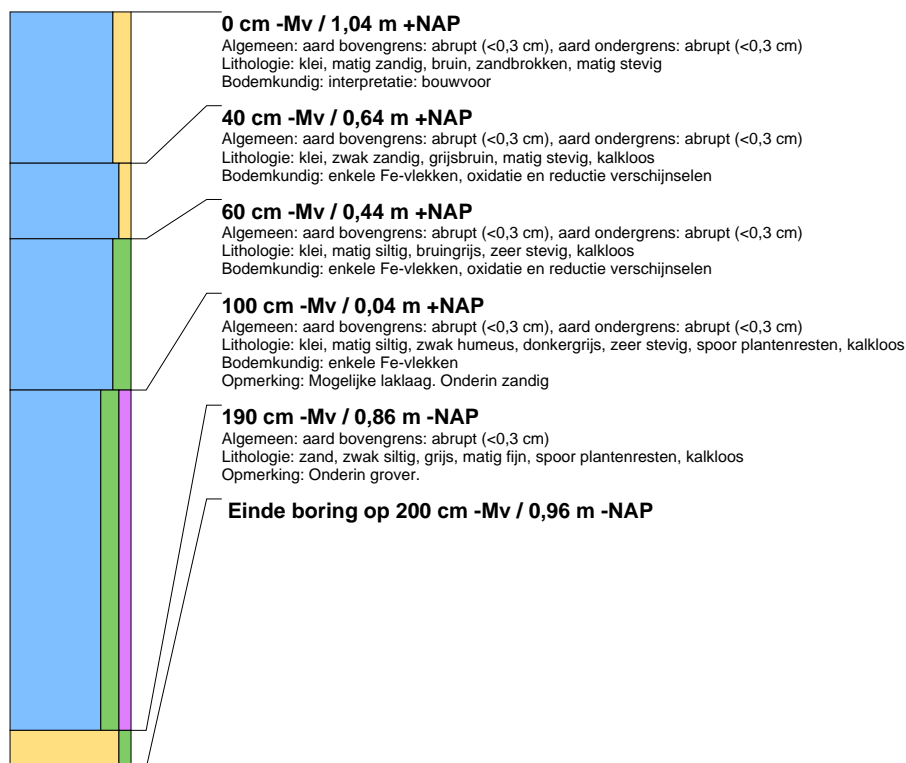 0 cm -Mv / 1,04 m +NAP
Algemeen: aard bovengrens: abrupt (<0,3 cm), aard ondergrens: abrupt (<0,3 cm)
Lithologie: klei, matig zandig, bruin, zandbrokken, matig stevig
Bodemkundig: interpretatie: bouwvoor
40 cm -Mv / 0,64 m +NAP
Algemeen: aard bovengrens: abrupt (<0,3 cm), aard ondergrens: abrupt (<0,3 cm)
Lithologie: klei, zwak zandig, grijsbruin, matig stevig, kalkloos
Bodemkundig: enkele Fe-vlekken, oxidatie en reductie verschijnselen
60 cm -Mv / 0,44 m +NAP
Algemeen: aard bovengrens: abrupt (<0,3 cm), aard ondergrens: abrupt (<0,3 cm)
Lithologie: klei, matig siltig, bruingrijs, zeer stevig, kalkloos
Bodemkundig: enkele Fe-vlekken, oxidatie en reductie verschijnselen
100 cm -Mv / 0,04 m +NAP
Algemeen: aard bovengrens: abrupt (<0,3 cm), aard ondergrens: abrupt (<0,3 cm)
Lithologie: klei, matig siltig, zwak humeus, donkergrijs, zeer stevig, spoor plantenresten, kalkloos
Bodemkundig: enkele Fe-vlekken
Opmerking: Mogelijke laklaag. Onderin zandig
190 cm -Mv / 0,86 m -NAP
Algemeen: aard bovengrens: abrupt (<0,3 cm)
Lithologie: zand, zwak siltig, grijs, matig fijn, spoor plantenresten, kalkloos
Opmerking: Onderin grover.
Einde boring op 200 cm -Mv / 0,96 m -NAP